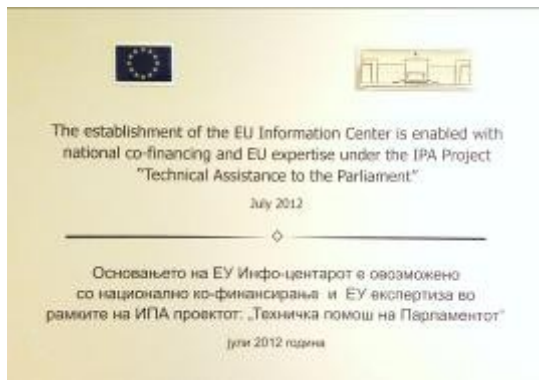 The establishment of the EU Information Center is enabled with
national co-financing and EU expertise under the IPA Project
"Technical Assistance to the Parliament"
July 2012
Основањето на ЕУ Инфо-центарот е овозможено
со национално ко-финансирање и ЕУ експертиза во
рамките на ИПА проектот: „Техничка помош на Парламентот“
јули 2012 година